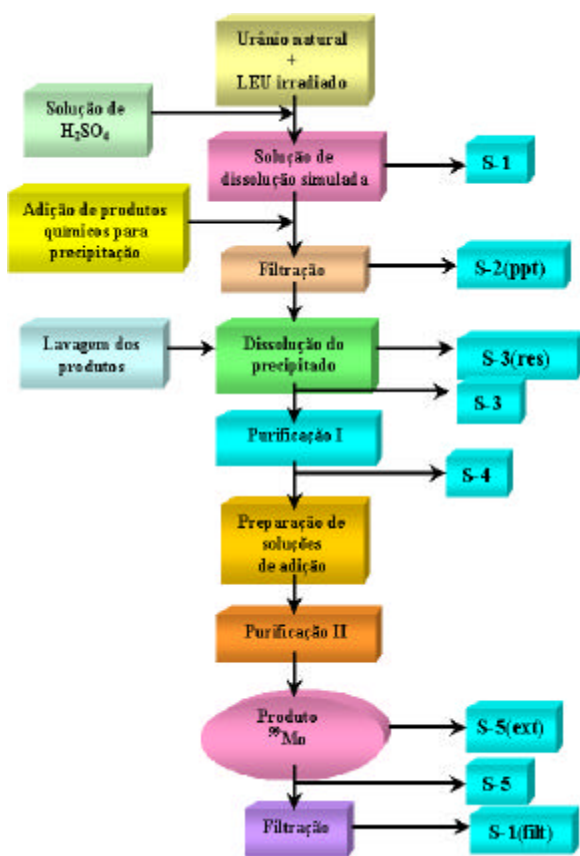 Urânio natural
+
LEU irradiado
Solução de
H₂SO₄
Solução de
dissolução simulada
S-1
Adição de produtos
químicos para
precipitação
Filtração
S-2(ppt)
Lavagem dos
produtos
Dissolução do
precipitado
S-3(res)
S-3
Purificação I
S-4
Preparação de
soluções
de adição
Purificação II
Produto
⁹⁹Mo
S-5(ext)
S-5
Filtração
S-1(filt)